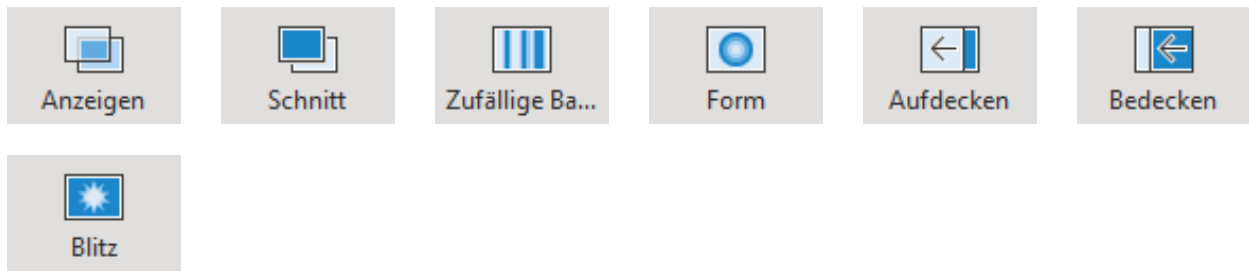 Anzeigen
Schnitt
Zufällige Ba...
Form
Aufdecken
Bedecken
Blitz